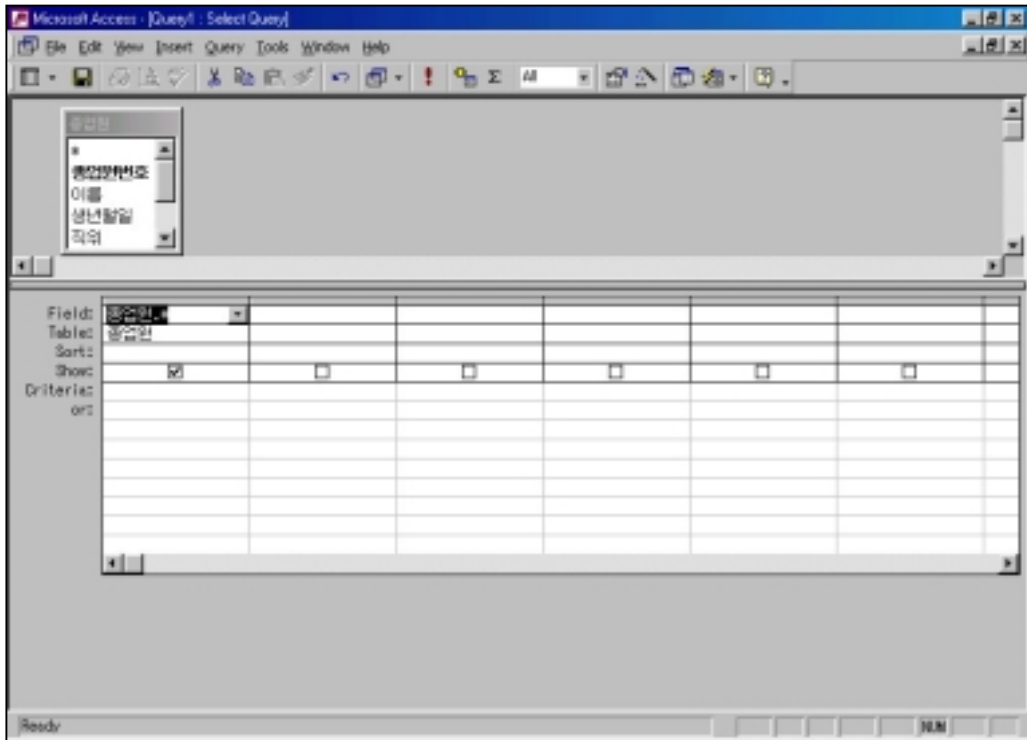 Microsoft Access - [Query1 : Select Query]
File Edit View Insert Query Tools Window Help
Σ All
종업원
*
종업원번호
이름
생년월일
직위
Field: 종업원.*
Table: 종업원
Sort:
Show:
Criteria:
or:
Ready NUM